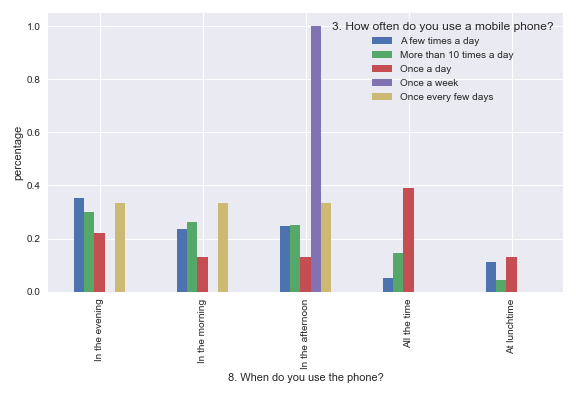 3. How often do you use a mobile phone?
A few times a day
More than 10 times a day
Once a day
Once a week
Once every few days
percentage
1.0
0.8
0.6
0.4
0.2
0.0
In the evening
In the morning
In the afternoon
All the time
At lunchtime
8. When do you use the phone?